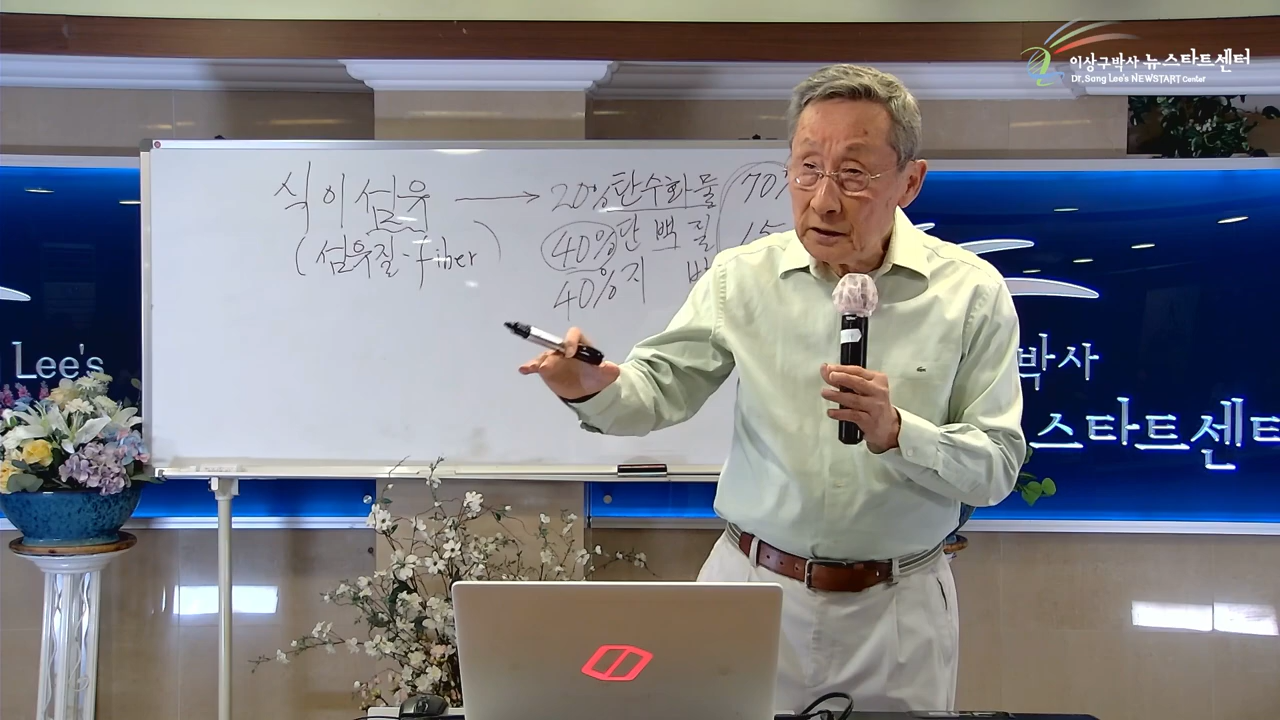 이상구박사 뉴스타트센터
Dr. Sang Lee's NEWSTART Center
식이섬유 → 20% 탄수화물 70%
(섬유질-fiber) 40% 단백질 15
40% 지 방
Lee's
박사
스타트센터